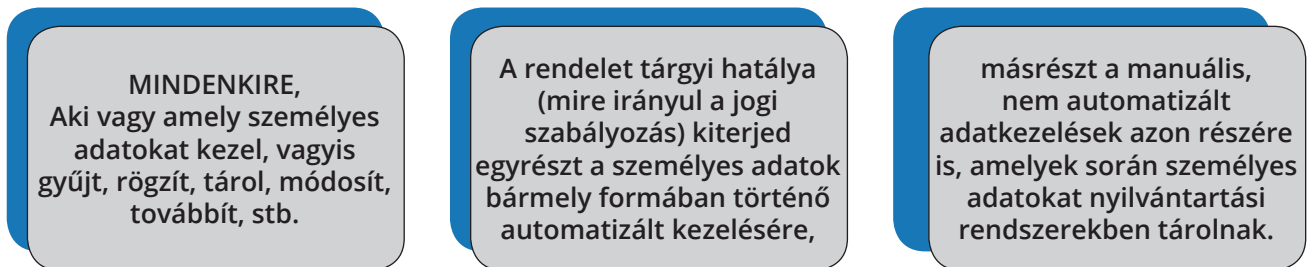 MINDENKIRE,
Aki vagy amely személyes
adatokat kezel, vagyis
gyűjt, rögzít, tárol, módosít,
továbbít, stb.
A rendelet tárgyi hatálya
(mire irányul a jogi
szabályozás) kiterjed
egyrészt a személyes adatok
bármely formában történő
automatizált kezelésére,
másrészt a manuális,
nem automatizált
adatkezelések azon részére
is, amelyek során személyes
adatokat nyilvántartási
rendszerekben tárolnak.